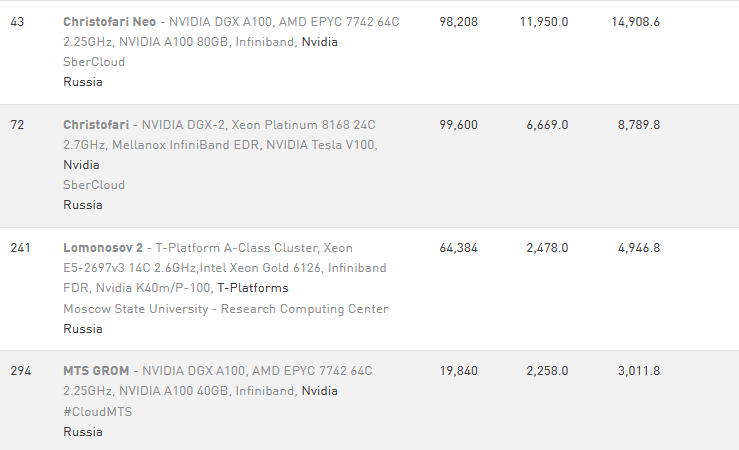 43 Christofari Neo - NVIDIA DGX A100, AMD EPYC 7742 64C 98,208 11,950.0 14,908.6
2.25GHz, NVIDIA A100 80GB, Infiniband, Nvidia
SberCloud
Russia
72 Christofari - NVIDIA DGX-2, Xeon Platinum 8168 24C 99,600 6,669.0 8,789.8
2.7GHz, Mellanox InfiniBand EDR, NVIDIA Tesla V100,
Nvidia
SberCloud
Russia
241 Lomonosov 2 - T-Platform A-Class Cluster, Xeon 64,384 2,478.0 4,946.8
E5-2697v3 14C 2.6GHz,Intel Xeon Gold 6126, Infiniband
FDR, Nvidia K40m/P-100, T-Platforms
Moscow State University - Research Computing Center
Russia
294 MTS GROM - NVIDIA DGX A100, AMD EPYC 7742 64C 19,840 2,258.0 3,011.8
2.25GHz, NVIDIA A100 40GB, Infiniband, Nvidia
#CloudMTS
Russia